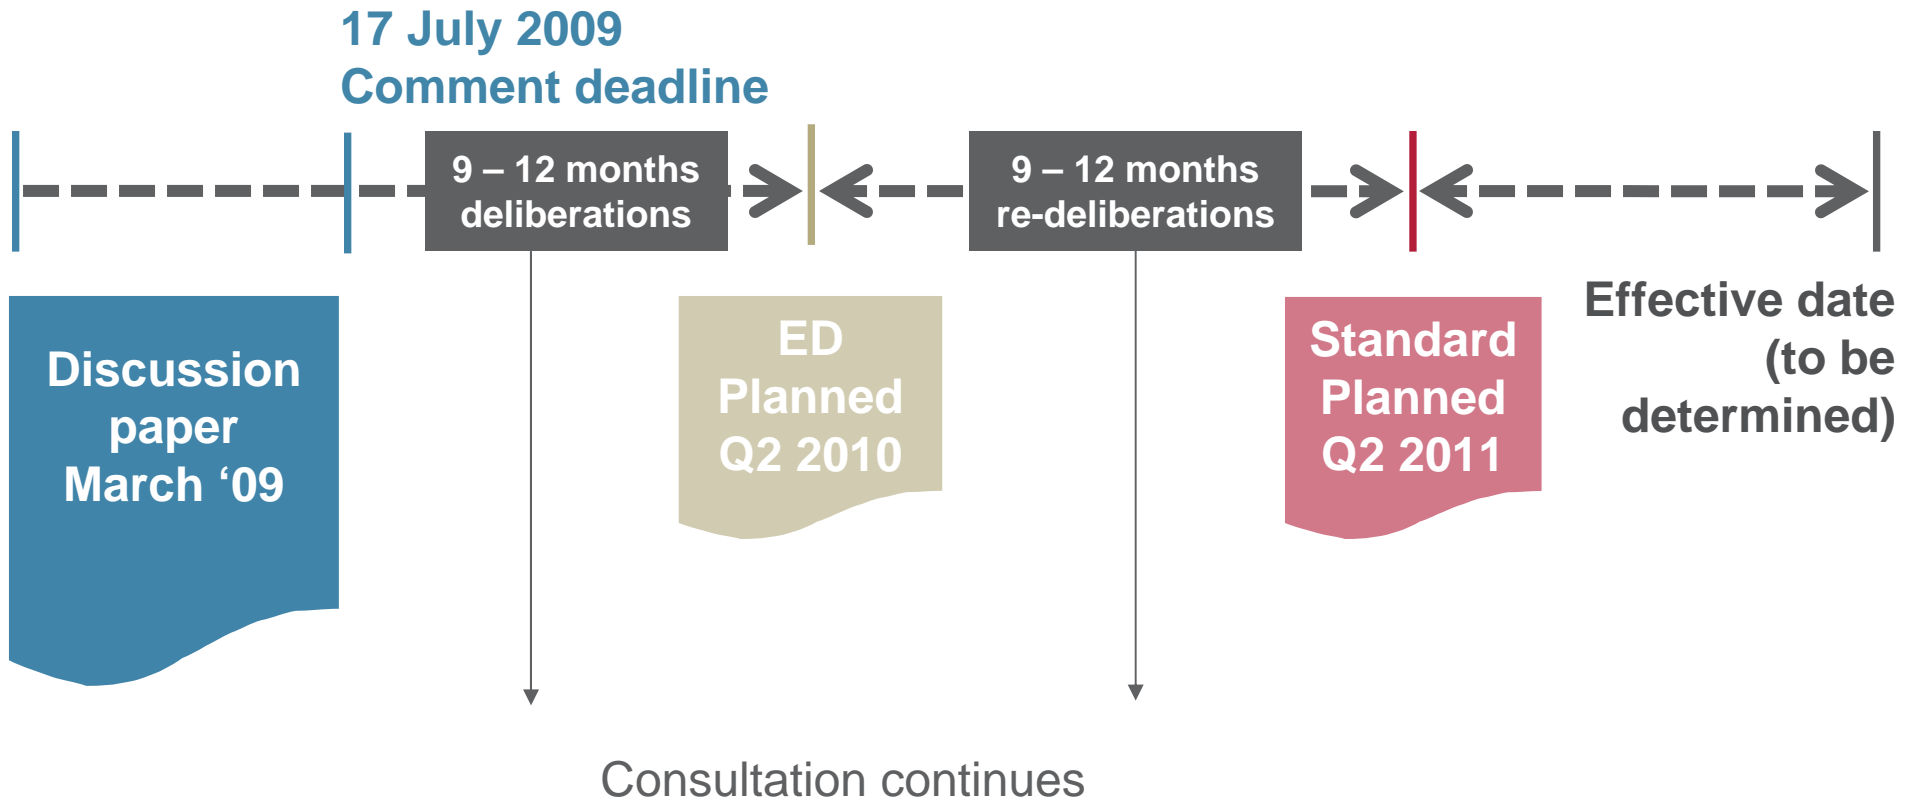 17 July 2009
Comment deadline
9 – 12 months
deliberations
9 – 12 months
re-deliberations
Discussion
paper
March ‘09
ED
Planned
Q2 2010
Standard
Planned
Q2 2011
Effective date
(to be
determined)
Consultation continues